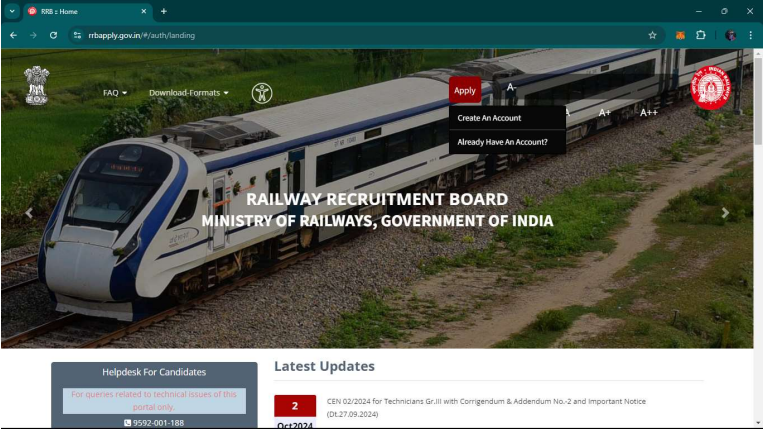 RRB :: Home
rrbapply.gov.in/#/auth/landing
FAQ
Download-Formats
Apply
A-
Create An Account
A
A+
A++
Already Have An Account?
RAILWAY RECRUITMENT BOARD
MINISTRY OF RAILWAYS, GOVERNMENT OF INDIA
Helpdesk For Candidates
For queries related to technical issues of this
portal only.
9592-001-188
Latest Updates
2
Oct2024
CEN 02/2024 for Technicians Gr.III with Corrigendum & Addendum No.-2 and Important Notice
(Dt.27.09.2024)